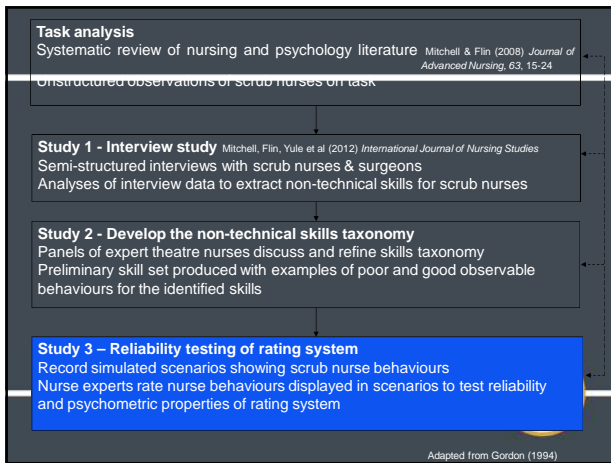 Task analysis
Systematic review of nursing and psychology literature Mitchell & Flin (2008) Journal of
Advanced Nursing, 63, 15-24
Unstructured observations of scrub nurses on task
Study 1 - Interview study Mitchell, Flin, Yule et al (2012) International Journal of Nursing Studies
Semi-structured interviews with scrub nurses & surgeons
Analyses of interview data to extract non-technical skills for scrub nurses
Study 2 - Develop the non-technical skills taxonomy
Panels of expert theatre nurses discuss and refine skills taxonomy
Preliminary skill set produced with examples of poor and good observable
behaviours for the identified skills
Study 3 – Reliability testing of rating system
Record simulated scenarios showing scrub nurse behaviours
Nurse experts rate nurse behaviours displayed in scenarios to test reliability
and psychometric properties of rating system
Adapted from Gordon (1994)